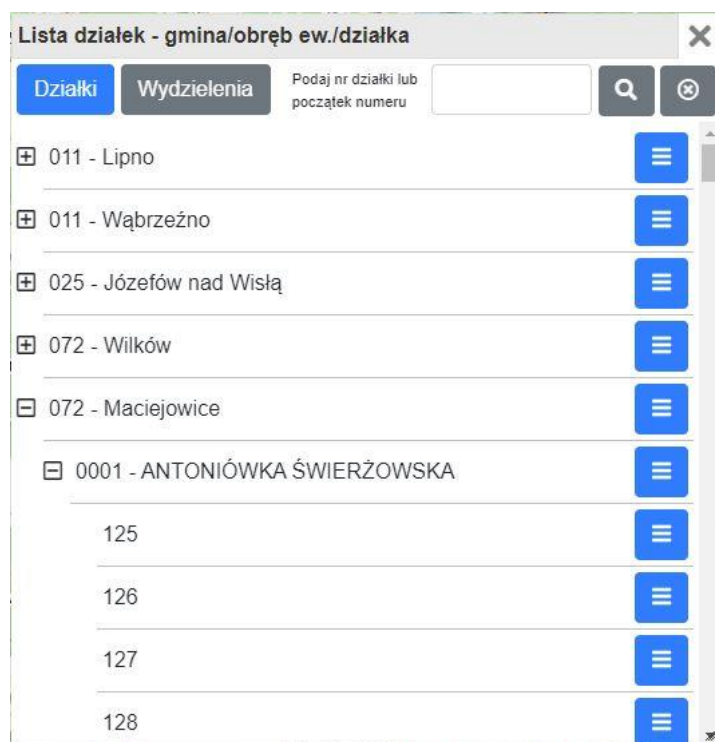 Lista działek - gmina/obręb ew./działka
Działki Wydzielenia Podaj nr działki lub
początek numeru
011 - Lipno
011 - Wąbrzeźno
025 - Józefów nad Wisłą
072 - Wilków
072 - Maciejowice
0001 - ANTONIÓWKA ŚWIERŻOWSKA
125
126
127
128